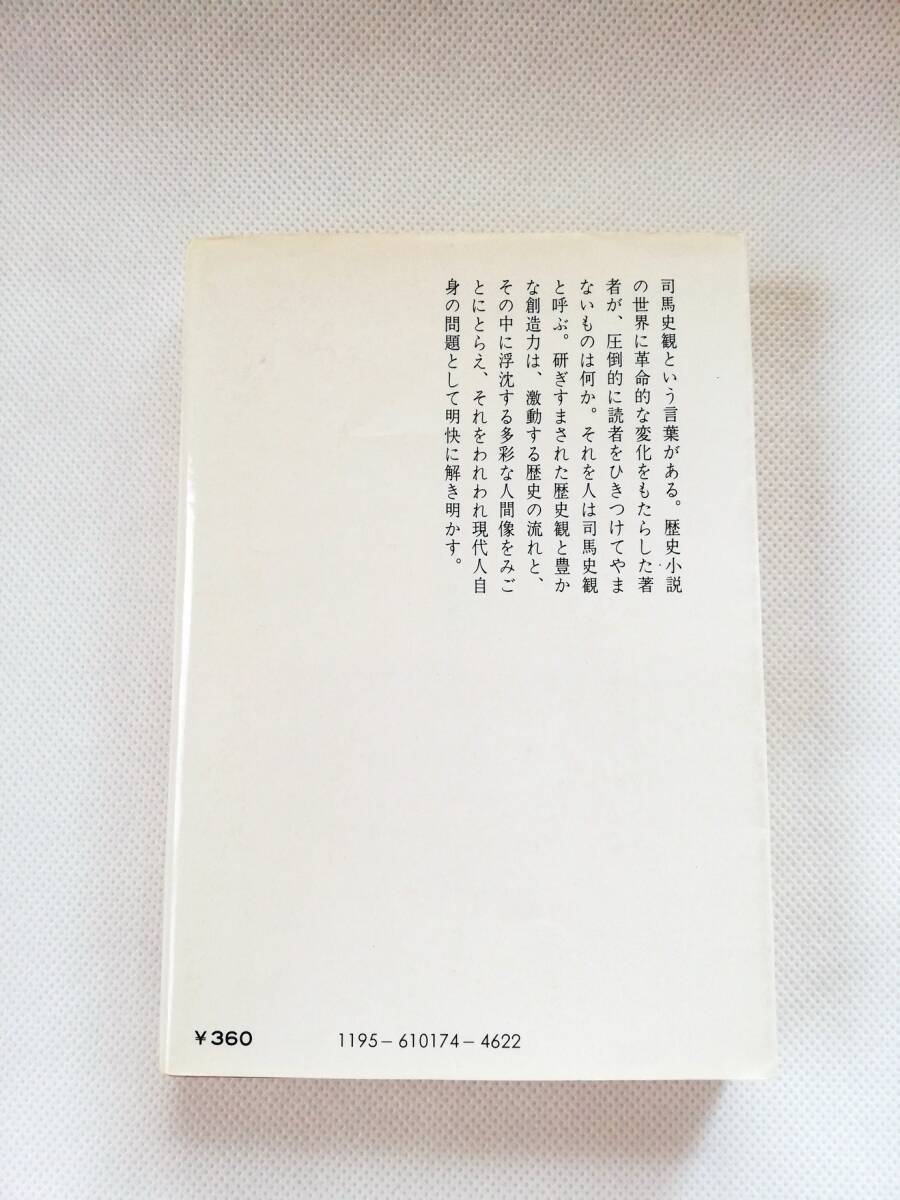 司馬史観という言葉がある。歴史小説
の世界に革命的な変化をもたらした著
者が、圧倒的に読者をひきつけてやま
ないものは何か。それを人は司馬史観
と呼ぶ。研ぎすまされた歴史観と豊か
な創造力は、激動する歴史の流れと、
その中に浮沈する多彩な人間像をみご
とにとらえ、それをわれわれ現代人自
身の問題として明快に解き明かす。
￥360
1195-610174-4622